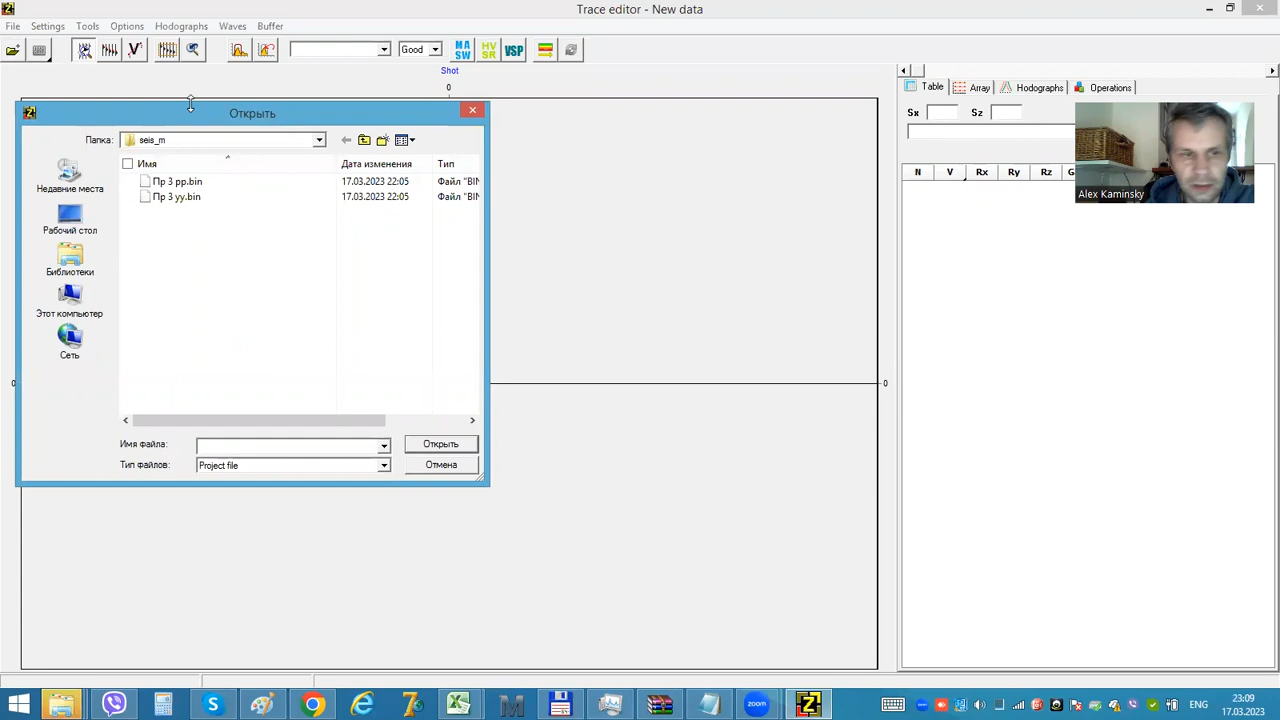 Trace editor - New data
File Settings Tools Options Hodographs Waves Buffer
Good MA SW HV SR VSP
Shot
0
Table Array Hodographs Operations
Открыть
Sx Sz
Папка: seis_m
Имя Дата изменения Тип
N V Rx Ry Rz G
Пр 3 pp.bin 17.03.2023 22:05 Файл "BIN
Пр 3 yy.bin 17.03.2023 22:05 Файл "BIN
Alex Kaminsky
Недавние места
Рабочий стол
Библиотеки
Этот компьютер
Сеть
0 0
Имя файла: Открыть
Тип файлов: Project file Отмена
zoom
ENG
23:09
17.03.2023